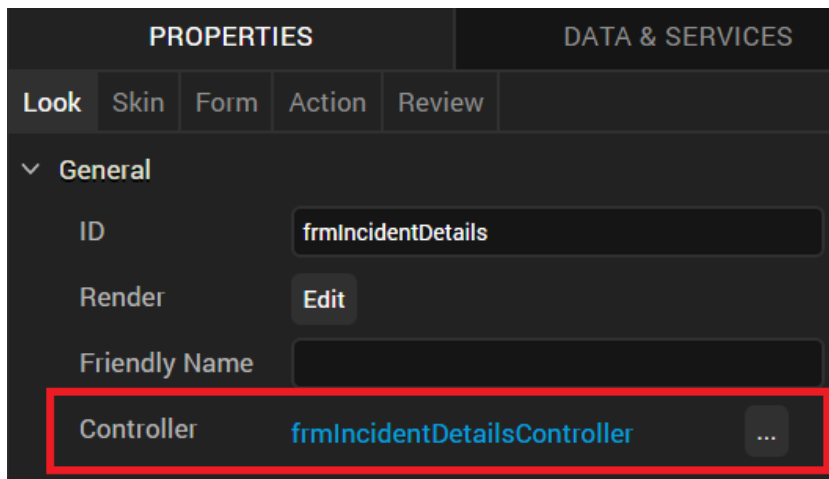 PROPERTIES DATA & SERVICES
Look Skin Form Action Review
General
ID frmIncidentDetails
Render Edit
Friendly Name
Controller frmIncidentDetailsController ...